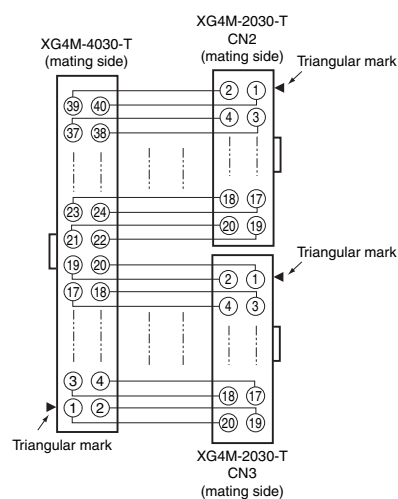 XG4M-2030-T
CN2
(mating side)
XG4M-4030-T
(mating side)
Triangular mark
2 1
39 40
4 3
37 38
18 17
23 24
20 19
21 22
Triangular mark
19 20
2 1
17 18
4 3
3 4
18 17
1 2
20 19
Triangular mark
XG4M-2030-T
CN3
(mating side)